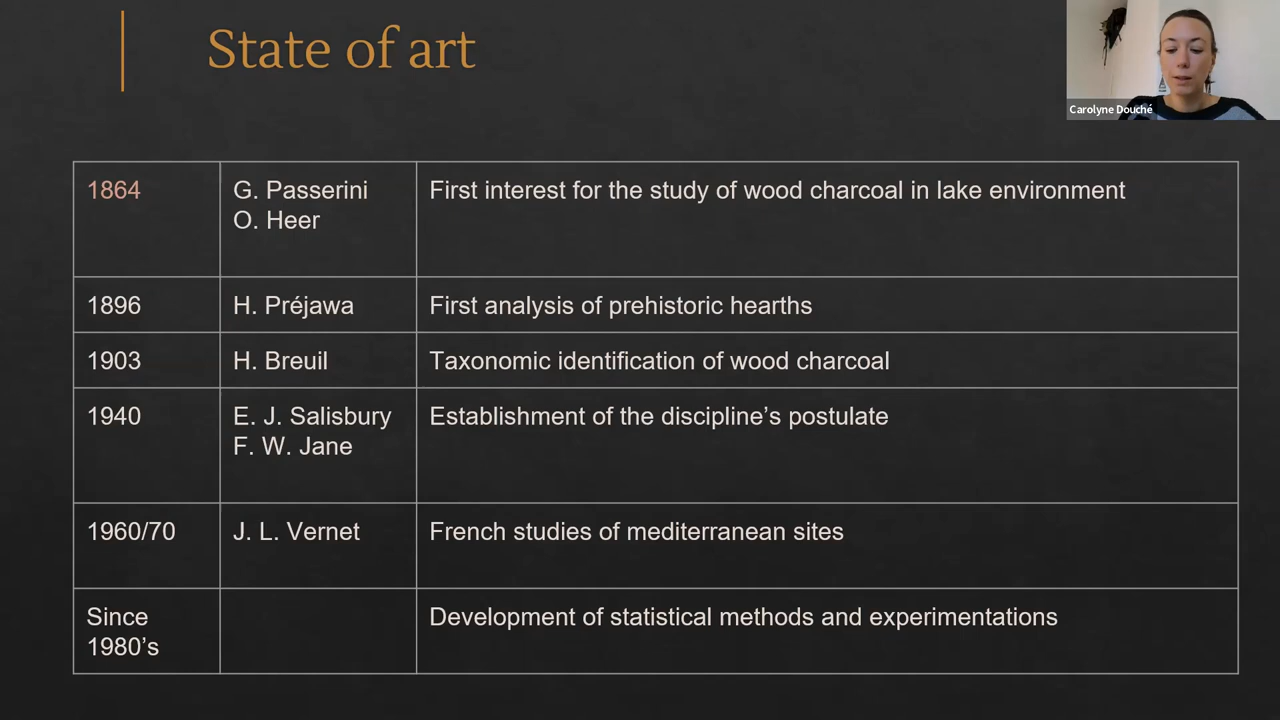 State of art
Carolyne Douché
1864
G. Passerini
O. Heer
First interest for the study of wood charcoal in lake environment
1896
H. Préjawa
First analysis of prehistoric hearths
1903
H. Breuil
Taxonomic identification of wood charcoal
1940
E. J. Salisbury
F. W. Jane
Establishment of the discipline’s postulate
1960/70
J. L. Vernet
French studies of mediterranean sites
Since
1980’s
Development of statistical methods and experimentations